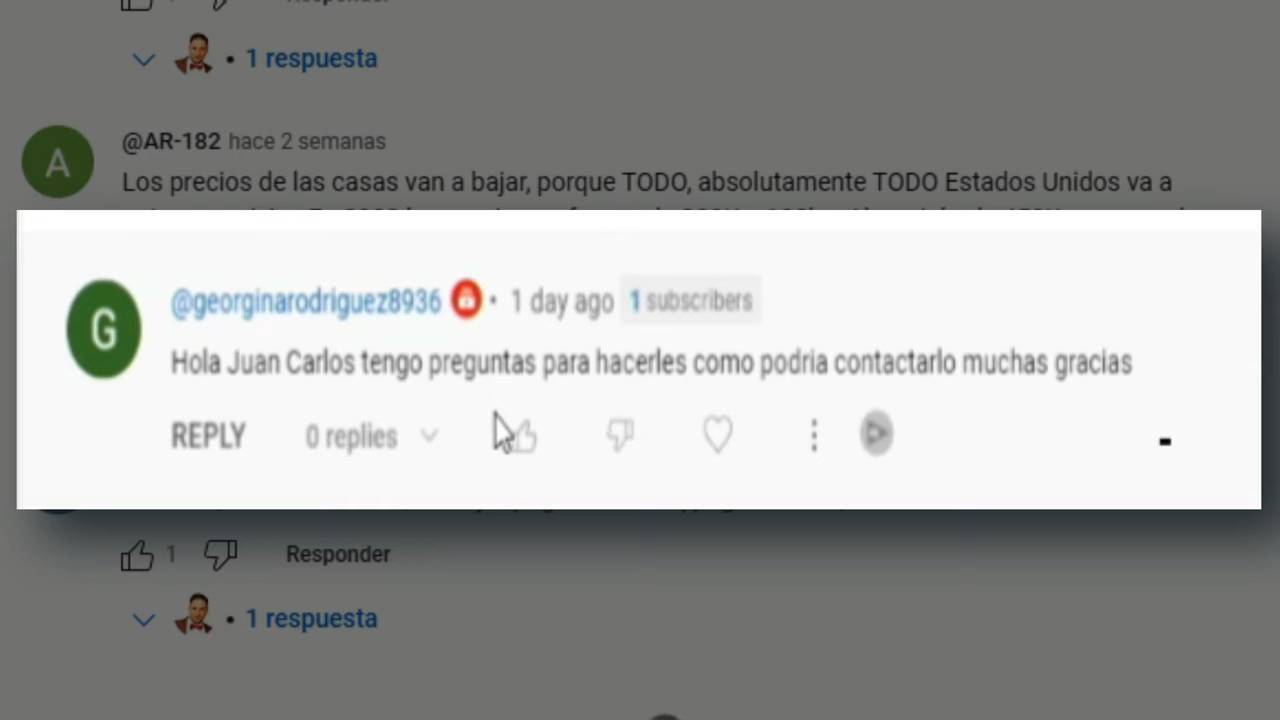 • 1 respuesta
A
@AR-182 hace 2 semanas
Los precios de las casas van a bajar, porque TODO, absolutamente TODO Estados Unidos va a
G
@georginarodriguez8936 • 1 day ago 1 subscribers
Hola Juan Carlos tengo preguntas para hacerles como podria contactarlo muchas gracias
REPLY 0 replies
1 Responder
• 1 respuesta